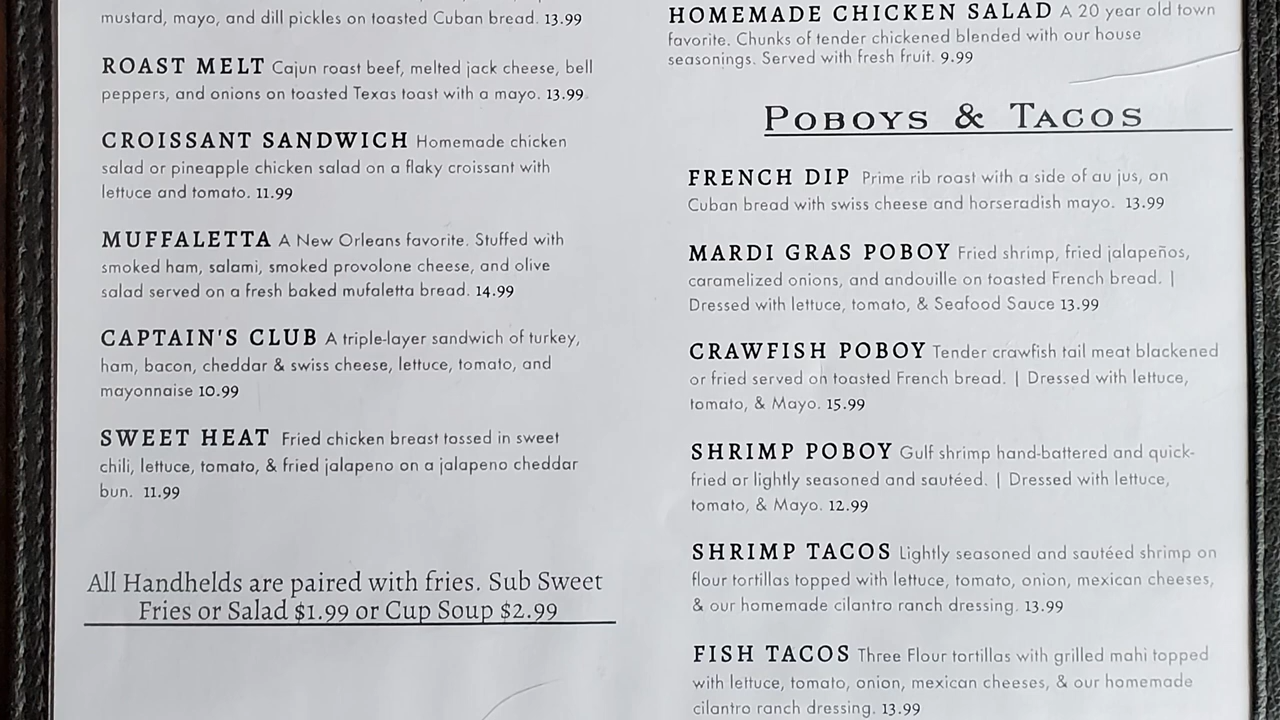 mustard, mayo, and dill pickles on toasted Cuban bread. 13.99
ROAST MELT Cajun roast beef, melted jack cheese, bell
peppers, and onions on toasted Texas toast with a mayo. 13.99
CROISSANT SANDWICH Homemade chicken
salad or pineapple chicken salad on a flaky croissant with
lettuce and tomato. 11.99
MUFFALETTA A New Orleans favorite. Stuffed with
smoked ham, salami, smoked provolone cheese, and olive
salad served on a fresh baked mufaletta bread. 14.99
CAPTAIN'S CLUB A triple-layer sandwich of turkey,
ham, bacon, cheddar & swiss cheese, lettuce, tomato, and
mayonnaise 10.99
SWEET HEAT Fried chicken breast tossed in sweet
chili, lettuce, tomato, & fried jalapeno on a jalapeno cheddar
bun. 11.99
All Handhelds are paired with fries. Sub Sweet
Fries or Salad $1.99 or Cup Soup $2.99
HOMEMADE CHICKEN SALAD A 20 year old town
favorite. Chunks of tender chickened blended with our house
seasonings. Served with fresh fruit. 9.99
POBOYS & TACOS
FRENCH DIP Prime rib roast with a side of au jus, on
Cuban bread with swiss cheese and horseradish mayo. 13.99
MARDI GRAS POBOY Fried shrimp, fried jalapeños,
caramelized onions, and andouille on toasted French bread. |
Dressed with lettuce, tomato, & Seafood Sauce 13.99
CRAWFISH POBOY Tender crawfish tail meat blackened
or fried served on toasted French bread. | Dressed with lettuce,
tomato, & Mayo. 15.99
SHRIMP POBOY Gulf shrimp hand-battered and quick-
fried or lightly seasoned and sautéed. | Dressed with lettuce,
tomato, & Mayo. 12.99
SHRIMP TACOS Lightly seasoned and sautéed shrimp on
flour tortillas topped with lettuce, tomato, onion, mexican cheeses,
& our homemade cilantro ranch dressing. 13.99
FISH TACOS Three Flour tortillas with grilled mahi topped
with lettuce, tomato, onion, mexican cheeses, & our homemade
cilantro ranch dressing. 13.99